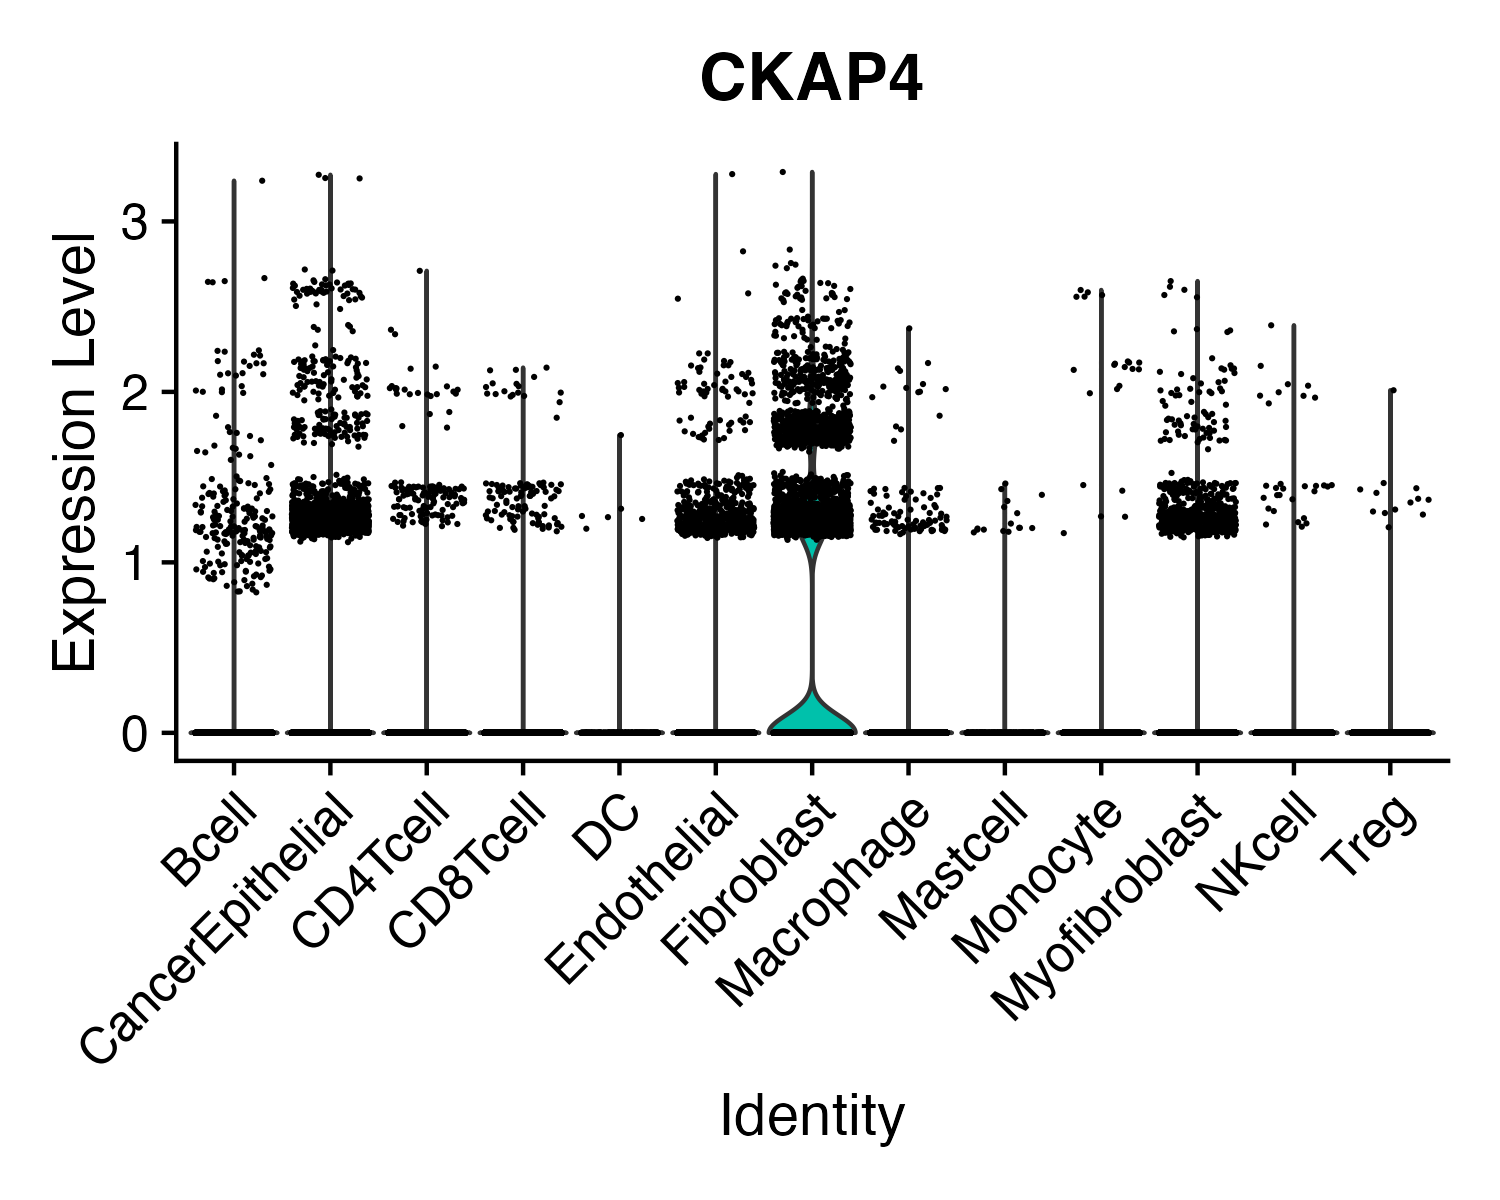 CKAP4
Expression Level
3
2
1
0
Bcell
CancerEpithelial
CD4Tcell
CD8Tcell
DC
Endothelial
Fibroblast
Macrophage
Mastcell
Monocyte
Myofibroblast
NKcell
Treg
Identity